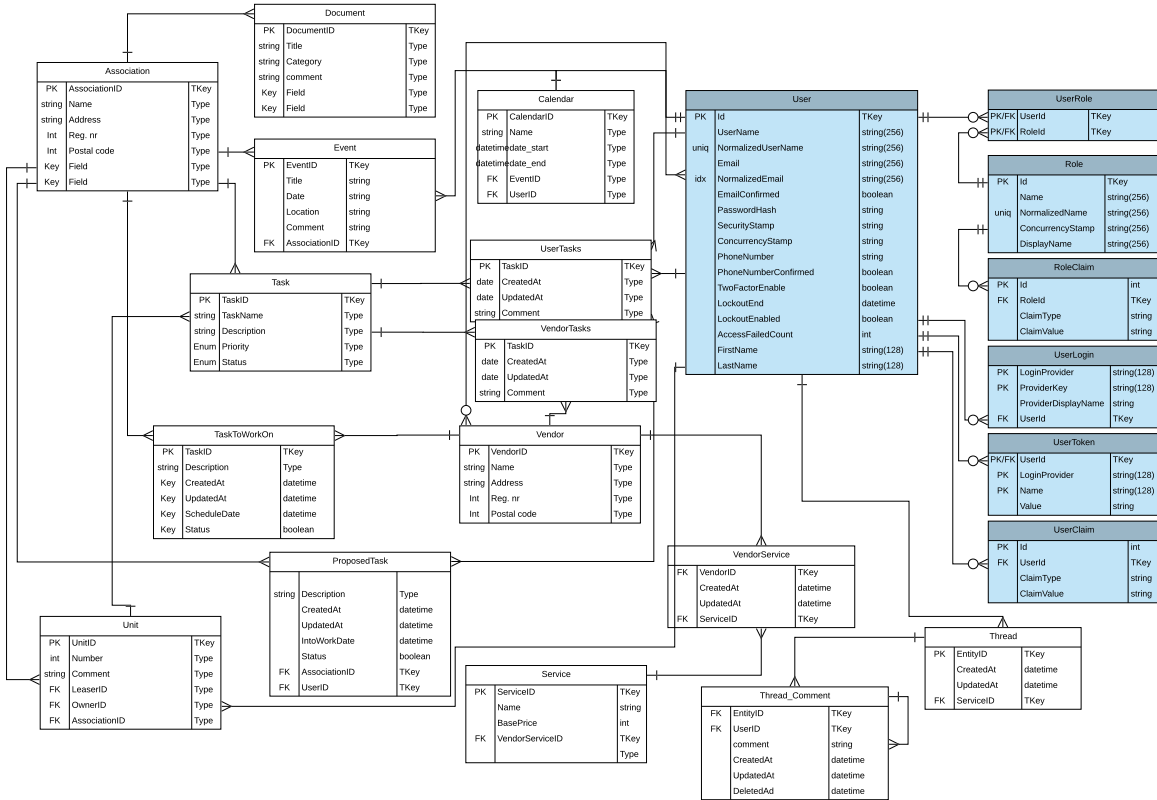 Document
PK DocumentID TKey
string Title Type
string Category Type
string comment Type
Key Field Type
Key Field Type
Association
PK AssociationID TKey
string Name Type
string Address Type
Int Reg. nr Type
Int Postal code Type
Key Field Type
Key Field Type
Event
PK EventID TKey
Title string
Date string
Location string
Comment string
FK AssociationID TKey
Calendar
PK CalendarID TKey
string Name Type
datetime date_start Type
datetime date_end Type
FK EventID Type
FK UserID Type
User
PK Id TKey
UserName string(256)
uniq NormalizedUserName string(256)
Email string(256)
idx NormalizedEmail string(256)
EmailConfirmed boolean
PasswordHash string
SecurityStamp string
ConcurrencyStamp string
PhoneNumber string
PhoneNumberConfirmed boolean
TwoFactorEnable boolean
LockoutEnd datetime
LockoutEnabled boolean
AccessFailedCount int
FirstName string(128)
LastName string(128)
UserRole
PK/FK UserId TKey
PK/FK RoleId TKey
Role
PK Id TKey
Name string(256)
uniq NormalizedName string(256)
ConcurrencyStamp string(256)
DisplayName string(256)
RoleClaim
PK Id int
FK RoleId TKey
ClaimType string
ClaimValue string
UserLogin
PK LoginProvider string(128)
PK ProviderKey string(128)
ProviderDisplayName string
FK UserId TKey
UserToken
PK/FK UserId TKey
PK LoginProvider string(128)
PK Name string(128)
Value string
UserClaim
PK Id int
FK UserId TKey
ClaimType string
ClaimValue string
UserTasks
PK TaskID TKey
date CreatedAt Type
date UpdatedAt Type
string Comment Type
Task
PK TaskID TKey
string TaskName Type
string Description Type
Enum Priority Type
Enum Status Type
VendorTasks
PK TaskID TKey
date CreatedAt Type
date UpdatedAt Type
string Comment Type
TaskToWorkOn
PK TaskID TKey
string Description Type
Key CreatedAt datetime
Key UpdatedAt datetime
Key ScheduleDate datetime
Key Status boolean
Vendor
PK VendorID TKey
string Name Type
string Address Type
Int Reg. nr Type
Int Postal code Type
ProposedTask
string Description Type
CreatedAt datetime
UpdatedAt datetime
IntoWorkDate datetime
Status boolean
FK AssociationID TKey
FK UserID TKey
VendorService
FK VendorID TKey
CreatedAt datetime
UpdatedAt datetime
FK ServiceID TKey
Unit
PK UnitID TKey
int Number Type
string Comment Type
FK LeaserID Type
FK OwnerID Type
FK AssociationID Type
Service
PK ServiceID TKey
Name string
BasePrice int
FK VendorServiceID TKey
Type
Thread
PK EntityID TKey
CreatedAt datetime
UpdatedAt datetime
FK ServiceID TKey
Thread_Comment
FK EntityID TKey
FK UserID TKey
comment string
CreatedAt datetime
UpdatedAt datetime
DeletedAd datetime